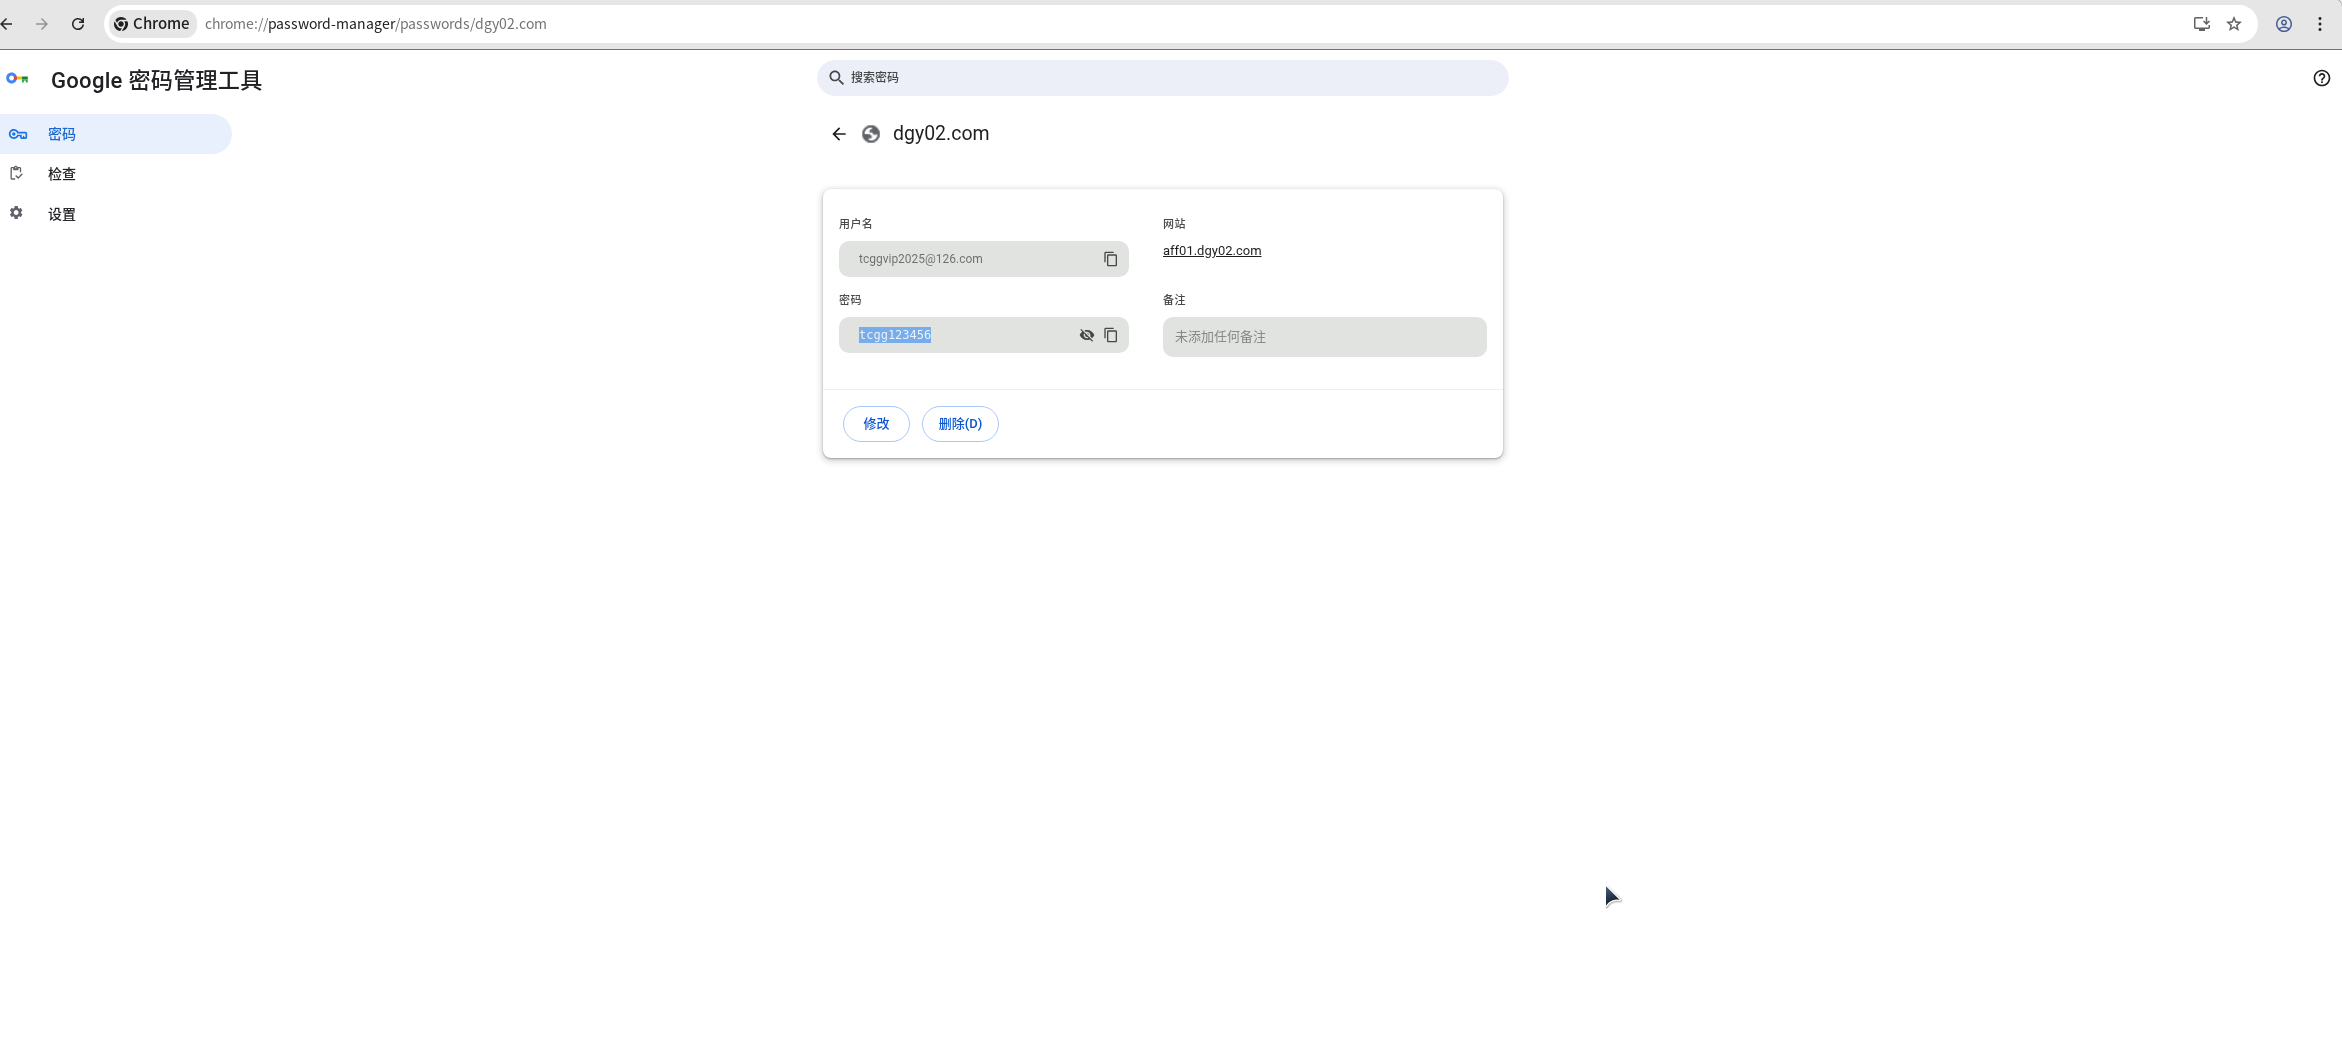 Chrome chrome://password-manager/passwords/dgy02.com
Google 密码管理工具
搜索密码
密码
检查
设置
dgy02.com
用户名
tcggvip2025@126.com
网站
aff01.dgy02.com
密码
tcgg123456
备注
未添加任何备注
修改
删除(D)